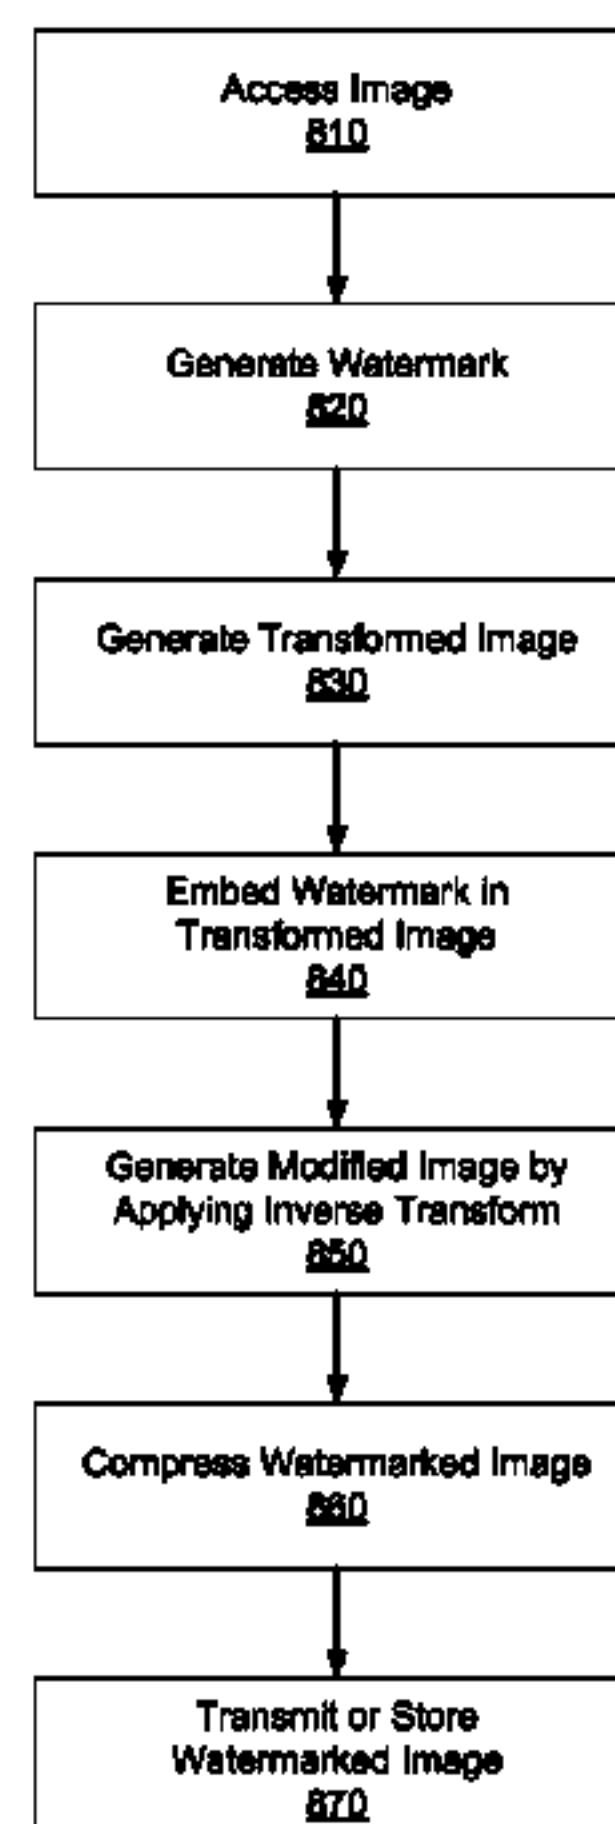 Access Image
810
Generate Watermark
820
Generate Transformed Image
830
Embed Watermark in
Transformed Image
840
Generate Modified Image by
Applying Inverse Transform
850
Compress Watermarked Image
860
Transmit or Store
Watermarked Image
870